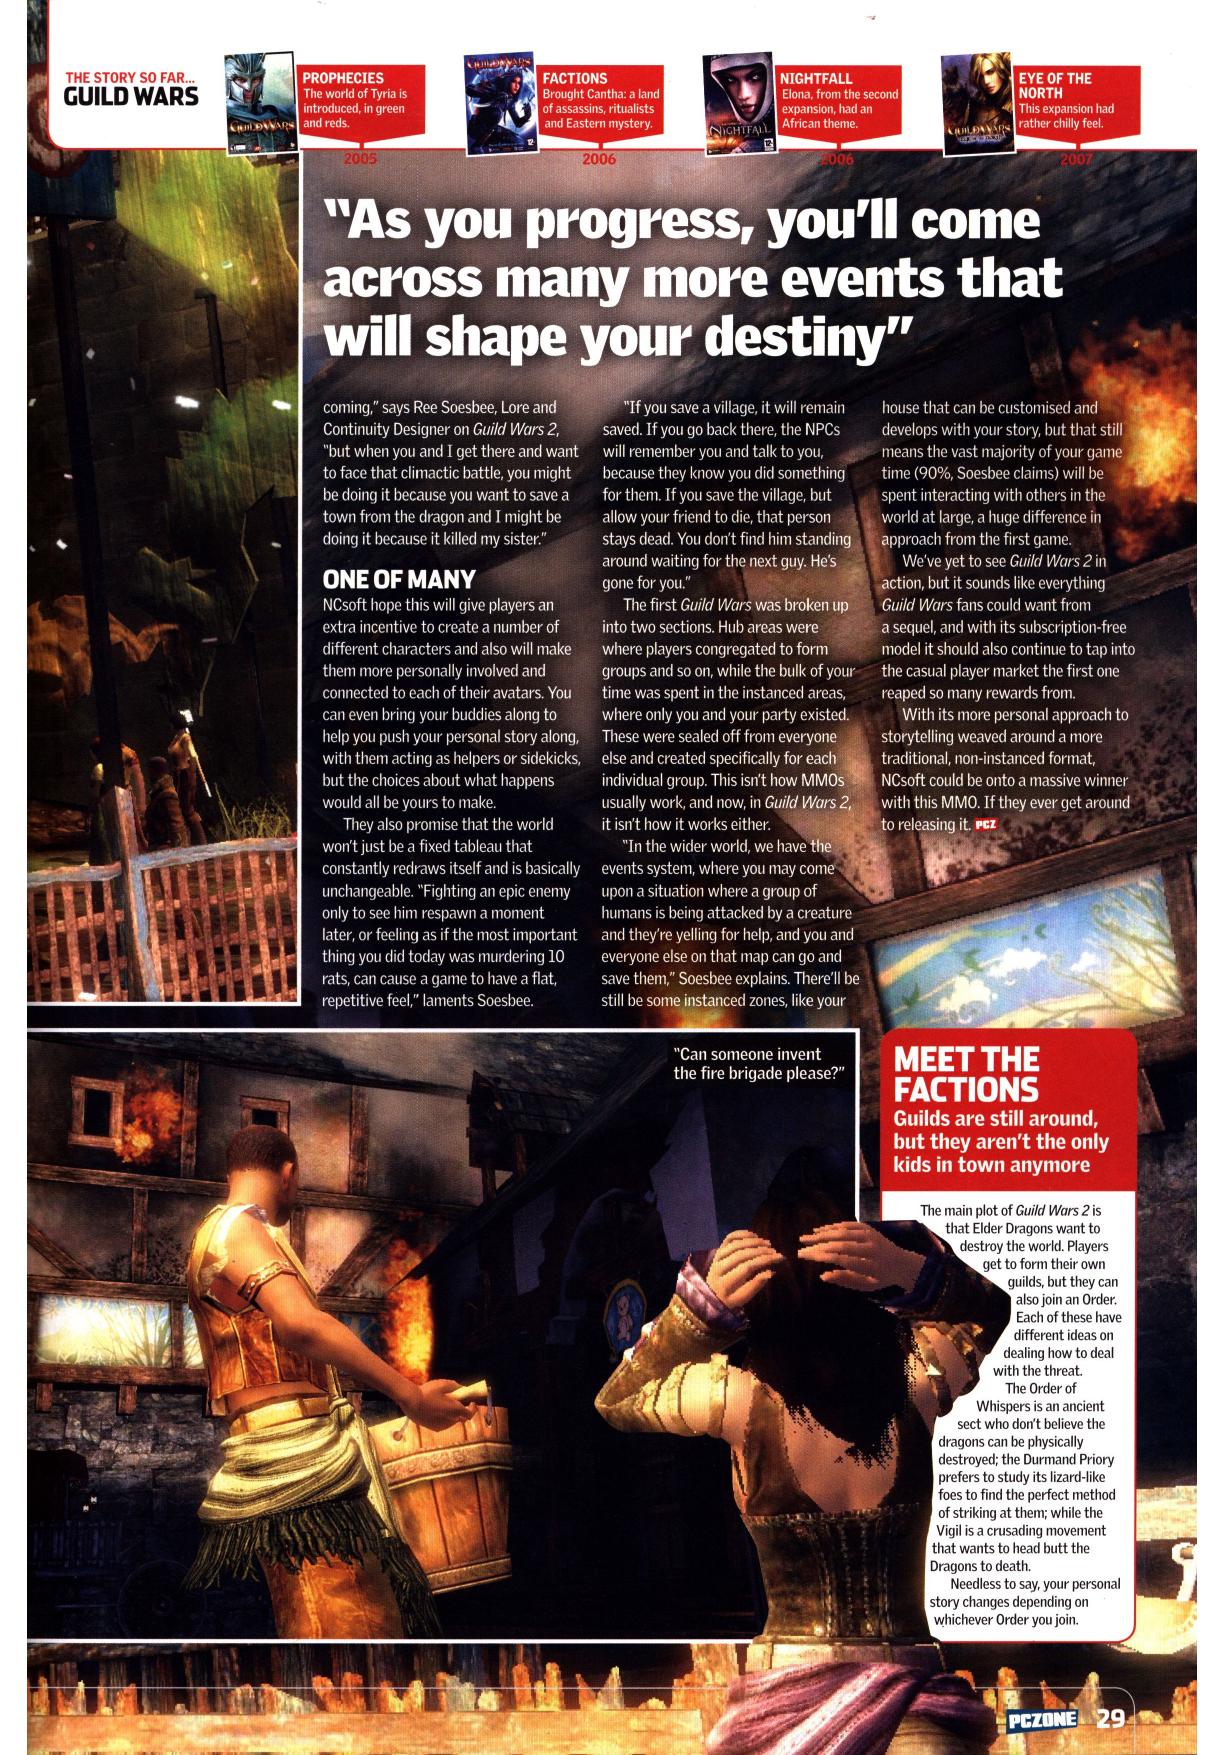 THE STORY SO FAR...
GUILD WARS
PROPHECIES
The world of Tyria is
introduced, in green
and reds.
2005
FACTIONS
Brought Cantha: a land
of assassins, ritualists
and Eastern mystery.
2006
NIGHTFALL
Elona, from the second
expansion, had an
African theme.
2006
EYE OF THE
NORTH
This expansion had
rather chilly feel.
2007
GUILD WARS
GUILD WARS
NIGHTFALL
GUILD WARS
"As you progress, you'll come
across many more events that
will shape your destiny"
coming," says Ree Soesbee, Lore and
Continuity Designer on Guild Wars 2,
"but when you and I get there and want
to face that climactic battle, you might
be doing it because you want to save a
town from the dragon and I might be
doing it because it killed my sister."
ONE OF MANY
NCsoft hope this will give players an
extra incentive to create a number of
different characters and also will make
them more personally involved and
connected to each of their avatars. You
can even bring your buddies along to
help you push your personal story along,
with them acting as helpers or sidekicks,
but the choices about what happens
would all be yours to make.
They also promise that the world
won't just be a fixed tableau that
constantly redraws itself and is basically
unchangeable. "Fighting an epic enemy
only to see him respawn a moment
later, or feeling as if the most important
thing you did today was murdering 10
rats, can cause a game to have a flat,
repetitive feel," laments Soesbee.
"If you save a village, it will remain
saved. If you go back there, the NPCs
will remember you and talk to you,
because they know you did something
for them. If you save the village, but
allow your friend to die, that person
stays dead. You don't find him standing
around waiting for the next guy. He's
gone for you."
The first Guild Wars was broken up
into two sections. Hub areas were
where players congregated to form
groups and so on, while the bulk of your
time was spent in the instanced areas,
where only you and your party existed.
These were sealed off from everyone
else and created specifically for each
individual group. This isn't how MMOs
usually work, and now, in Guild Wars 2,
it isn't how it works either.
"In the wider world, we have the
events system, where you may come
upon a situation where a group of
humans is being attacked by a creature
and they're yelling for help, and you and
everyone else on that map can go and
save them," Soesbee explains. There'll be
still be some instanced zones, like your
house that can be customised and
develops with your story, but that still
means the vast majority of your game
time (90%, Soesbee claims) will be
spent interacting with others in the
world at large, a huge difference in
approach from the first game.
We've yet to see Guild Wars 2 in
action, but it sounds like everything
Guild Wars fans could want from
a sequel, and with its subscription-free
model it should also continue to tap into
the casual player market the first one
reaped so many rewards from.
With its more personal approach to
storytelling weaved around a more
traditional, non-instanced format,
NCsoft could be onto a massive winner
with this MMO. If they ever get around
to releasing it. PCZ
"Can someone invent
the fire brigade please?"
MEET THE
FACTIONS
Guilds are still around,
but they aren't the only
kids in town anymore
The main plot of Guild Wars 2 is
that Elder Dragons want to
destroy the world. Players
get to form their own
guilds, but they can
also join an Order.
Each of these have
different ideas on
dealing how to deal
with the threat.
The Order of
Whispers is an ancient
sect who don't believe the
dragons can be physically
destroyed; the Durmand Priory
prefers to study its lizard-like
foes to find the perfect method
of striking at them; while the
Vigil is a crusading movement
that wants to head butt the
Dragons to death.
Needless to say, your personal
story changes depending on
whichever Order you join.
PCZONE 29